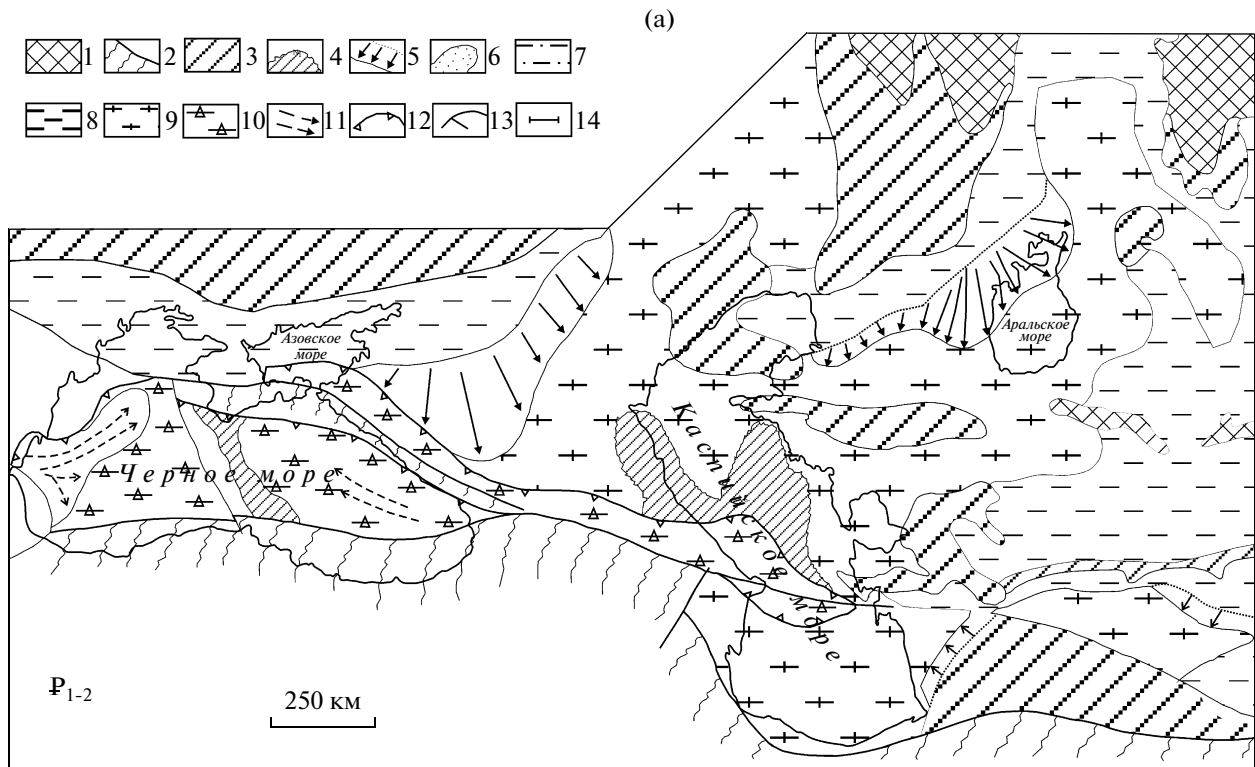 (а)
1 2 3 4 5 6 7
8 9 10 11 12 13 14
Азовское
море
Аральское
море
Черное море
Каспийское море
₽1-2
250 км